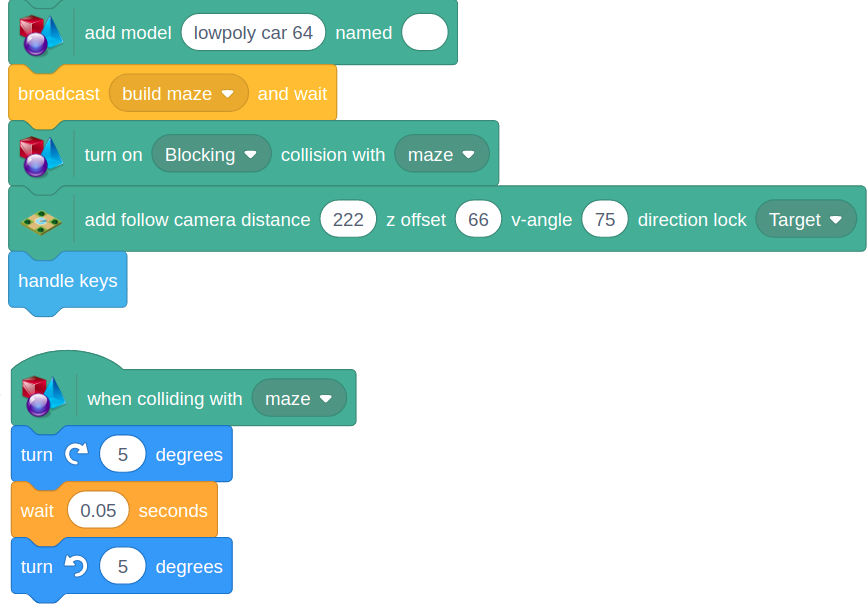 add model lowpoly car 64 named
broadcast build maze and wait
turn on Blocking collision with maze
add follow camera distance 222 z offset 66 v-angle 75 direction lock Target
handle keys
when colliding with maze
turn 5 degrees
wait 0.05 seconds
turn 5 degrees